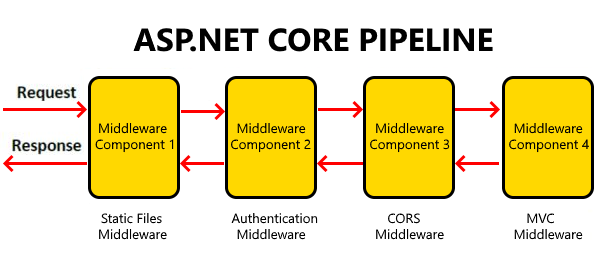 ASP.NET CORE PIPELINE
Request
Response
Middleware
Component 1
Middleware
Component 2
Middleware
Component 3
Middleware
Component 4
Static Files
Middleware
Authentication
Middleware
CORS
Middleware
MVC
Middleware